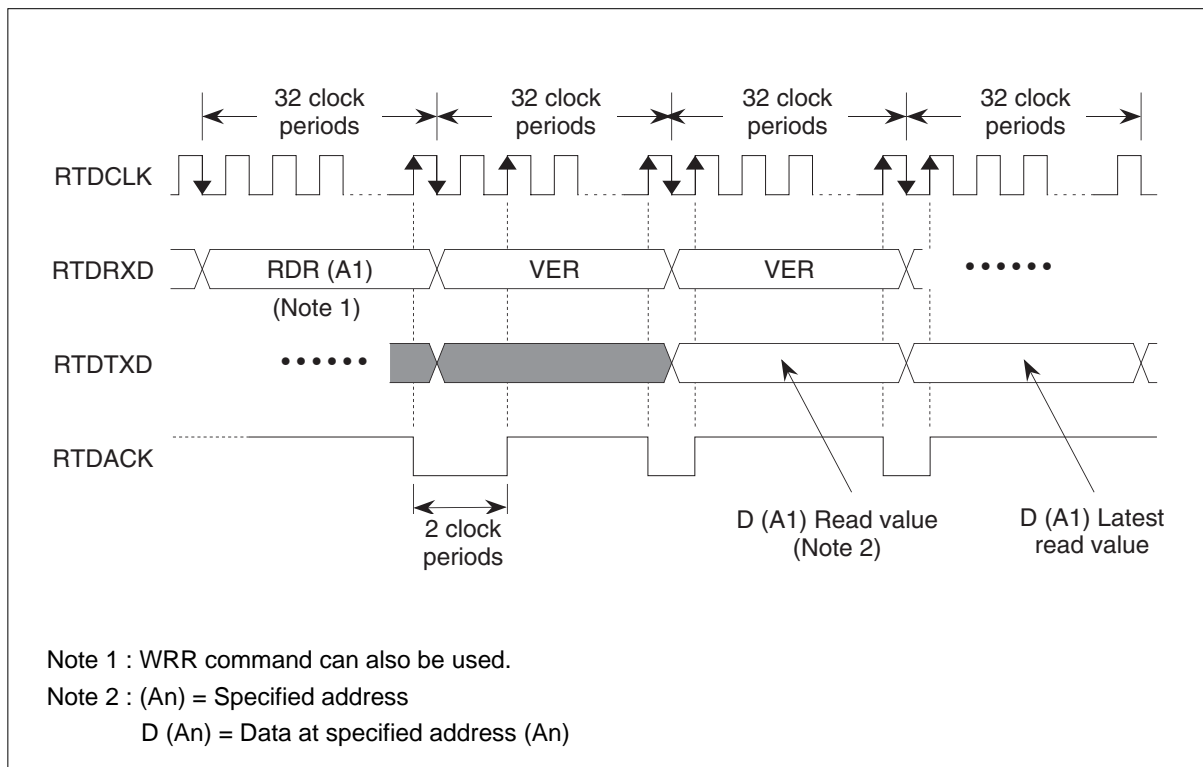 32 clock periods
32 clock periods
32 clock periods
32 clock periods
RTDCLK
RTDRXD
RDR (A1)
VER
VER
••••••
(Note 1)
RTDTXD
••••••
RTDACK
2 clock periods
D (A1) Read value
(Note 2)
D (A1) Latest
read value
Note 1 : WRR command can also be used.
Note 2 : (An) = Specified address
D (An) = Data at specified address (An)